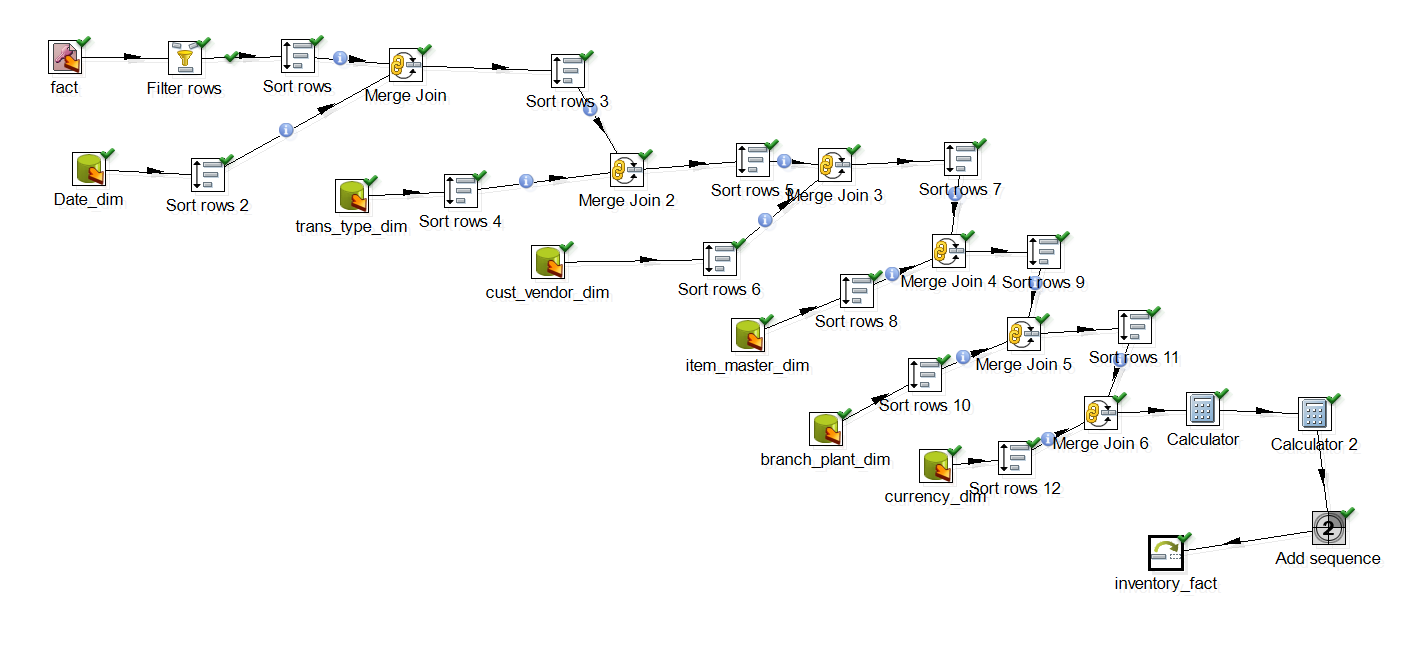 fact
Filter rows
Sort rows
Merge Join
Sort rows 3
Date_dim
Sort rows 2
trans_type_dim
Sort rows 4
Merge Join 2
Sort rows 5
Merge Join 3
Sort rows 7
cust_vendor_dim
Sort rows 6
Merge Join 4
Sort rows 9
item_master_dim
Sort rows 8
Merge Join 5
Sort rows 11
branch_plant_dim
Sort rows 10
Merge Join 6
Calculator
Calculator 2
currency_dim
Sort rows 12
2
Add sequence
inventory_fact